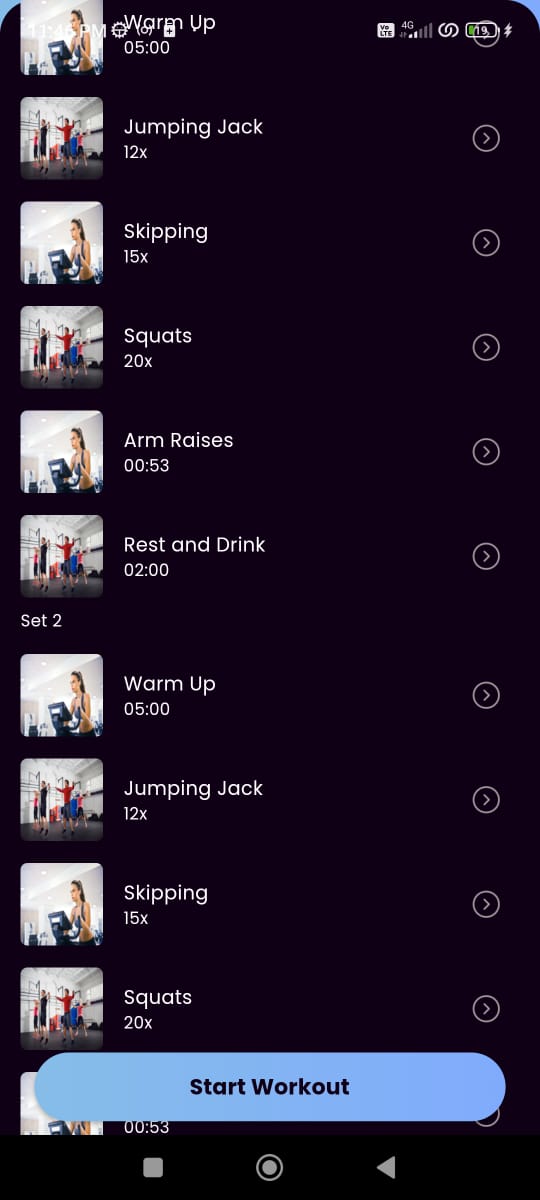 Warm Up
11:46 PM
Vo LTE
4G
19
05:00
Jumping Jack
12x
Skipping
15x
Squats
20x
Arm Raises
00:53
Rest and Drink
02:00
Set 2
Warm Up
05:00
Jumping Jack
12x
Skipping
15x
Squats
20x
Start Workout
00:53